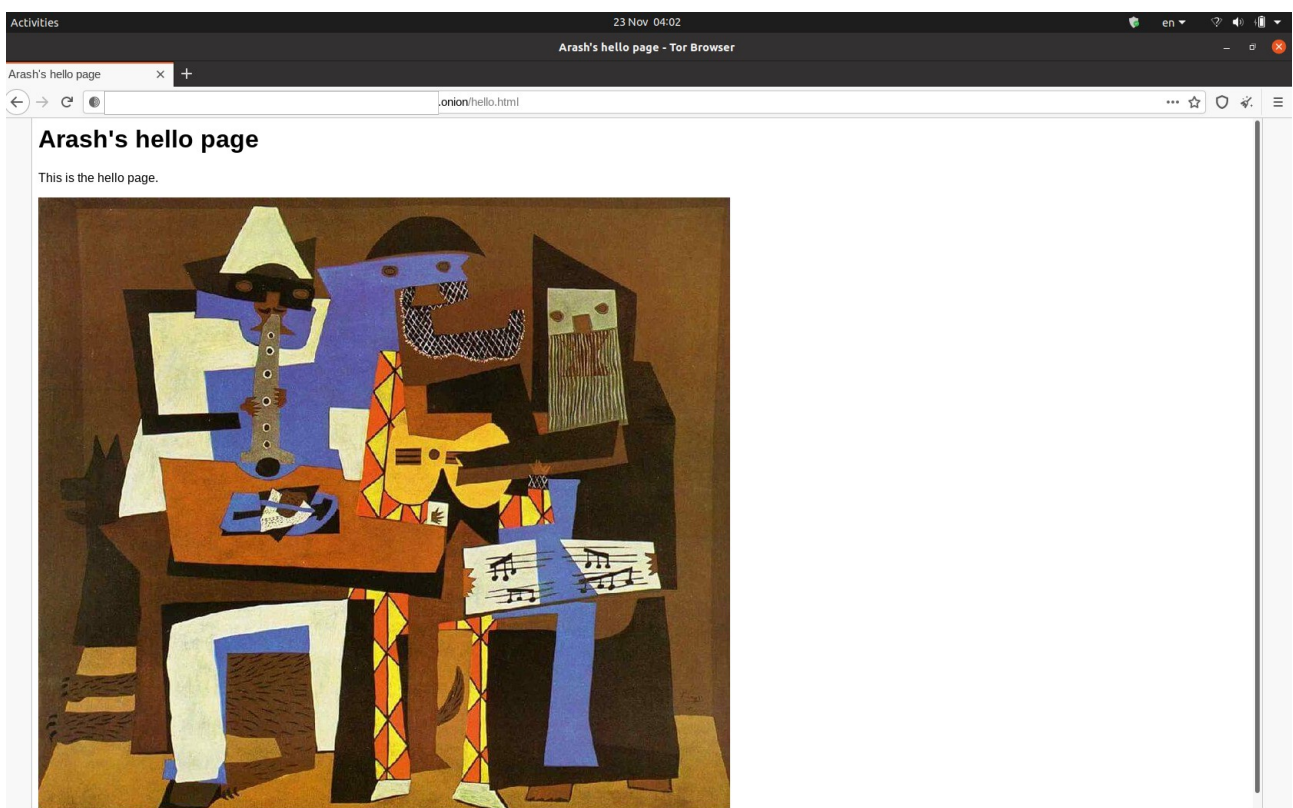 Activities 23 Nov 04:02 en
Arash's hello page - Tor Browser
Arash's hello page
.onion/hello.html
Arash's hello page
This is the hello page.